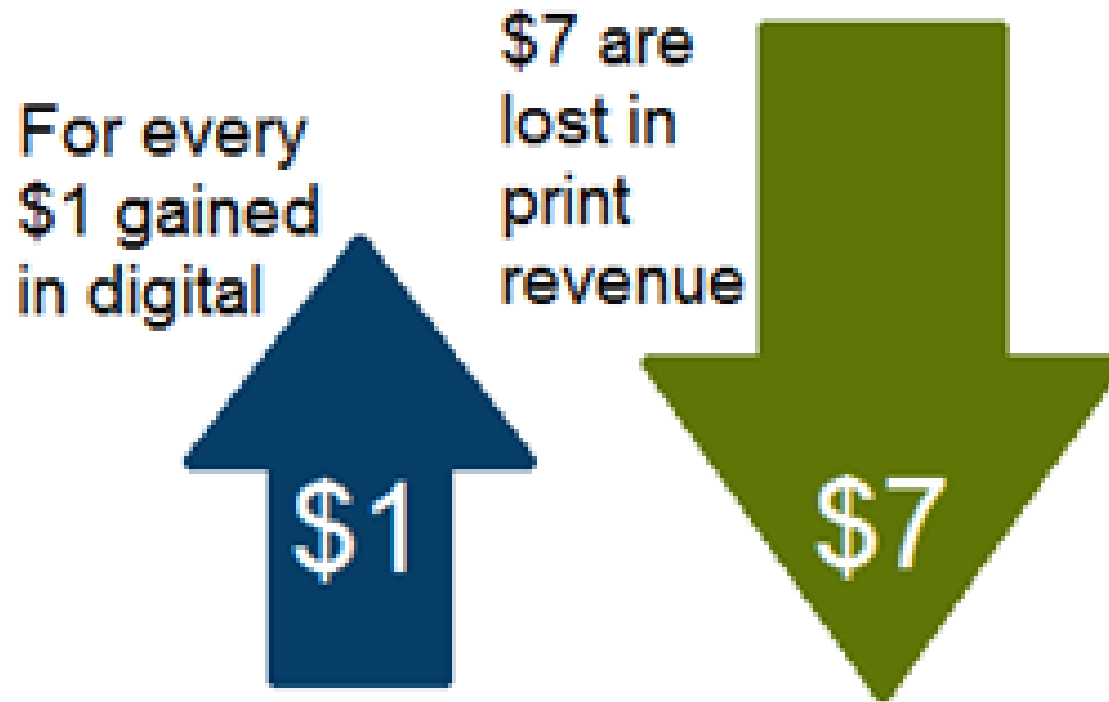 For every
$1 gained
in digital
$7 are
lost in
print
revenue
$1
$7